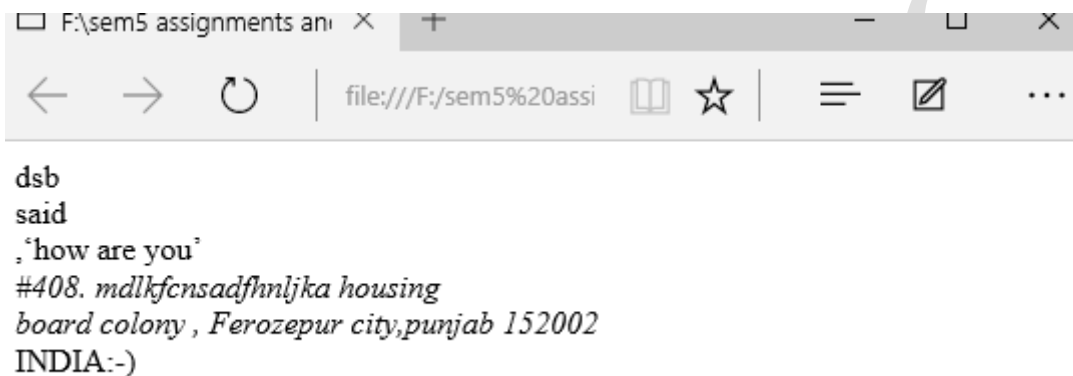 F:\sem5 assignments an
file:///F:/sem5%20assi
dsb
said
,‘how are you’
#408. mdlkfcnsadfhnljka housing
board colony , Ferozepur city,punjab 152002
INDIA:-)